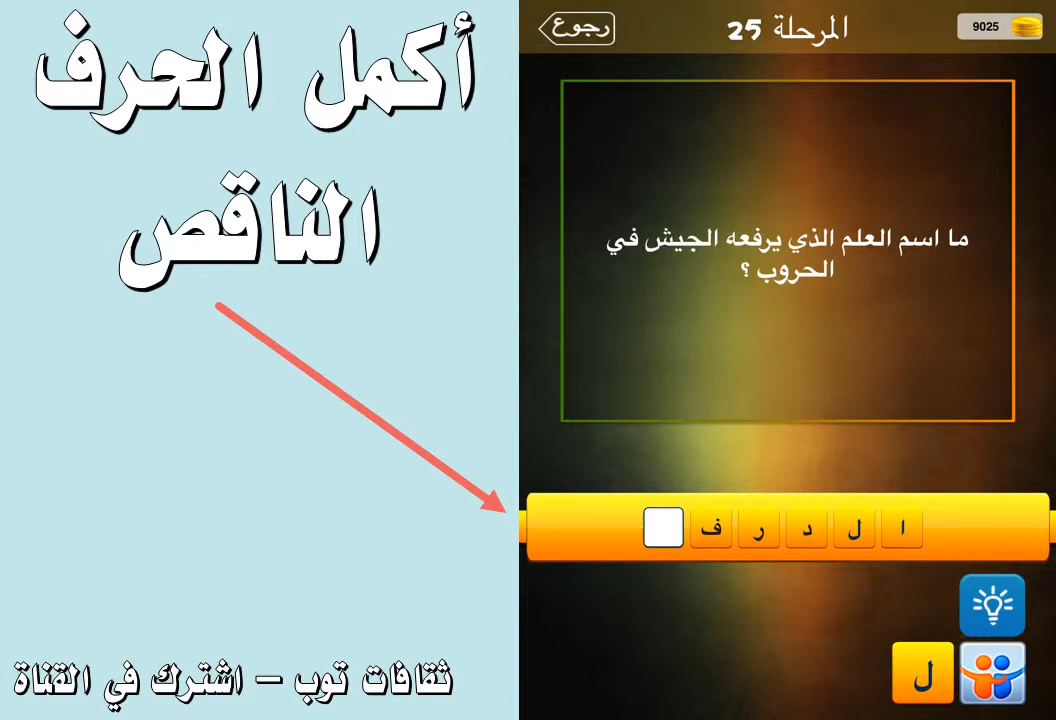 أكمل الحرف
الناقص
ثقافات توب – اشترك في القناة
رجوع
المرحلة 25
9025
ما اسم العلم الذي يرفعه الجيش في
الحروب ؟
ا ل د ر ف
ل